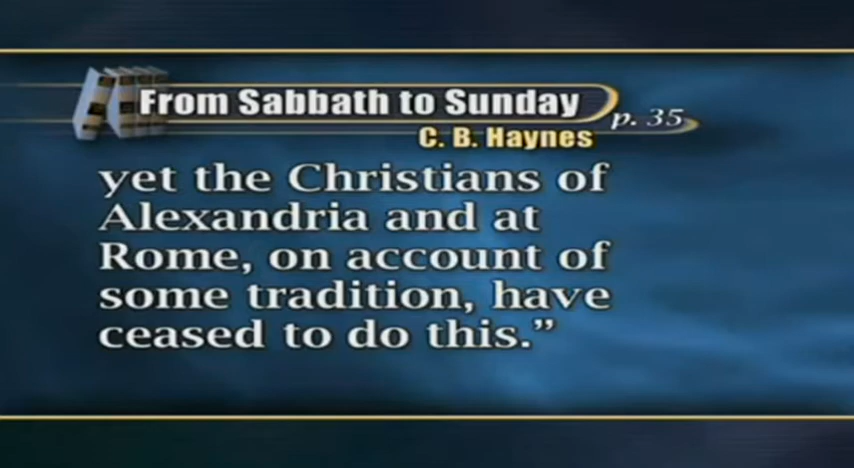 From Sabbath to Sunday
p. 35
C. B. Haynes
yet the Christians of
Alexandria and at
Rome, on account of
some tradition, have
ceased to do this.”